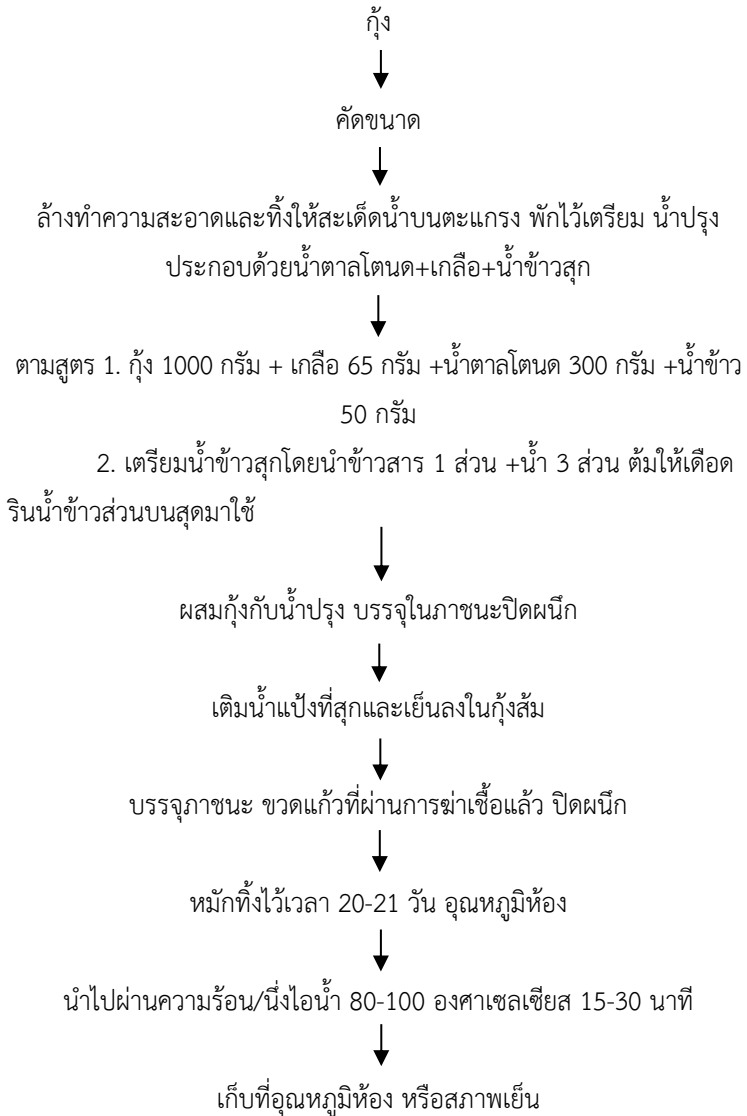 กุ้ง
คัดขนาด
ล้างทำความสะอาดและทิ้งให้สะเด็ดน้ำบนตะแกรง พักไว้เตรียม น้ำปรุง
ประกอบด้วยน้ำตาลโตนด+เกลือ+น้ำข้าวสุก
ตามสูตร 1. กุ้ง 1000 กรัม + เกลือ 65 กรัม +น้ำตาลโตนด 300 กรัม +น้ำข้าว
50 กรัม
2. เตรียมน้ำข้าวสุกโดยนำข้าวสาร 1 ส่วน +น้ำ 3 ส่วน ต้มให้เดือด
รินน้ำข้าวส่วนบนสุดมาใช้
ผสมกุ้งกับน้ำปรุง บรรจุในภาชนะปิดผนึก
เติมน้ำแป้งที่สุกและเย็นลงในกุ้งส้ม
บรรจุภาชนะ ขวดแก้วที่ผ่านการฆ่าเชื้อแล้ว ปิดผนึก
หมักทิ้งไว้เวลา 20-21 วัน อุณหภูมิห้อง
นำไปผ่านความร้อน/นึ่งไอน้ำ 80-100 องศาเซลเซียส 15-30 นาที
เก็บที่อุณหภูมิห้อง หรือสภาพเย็น